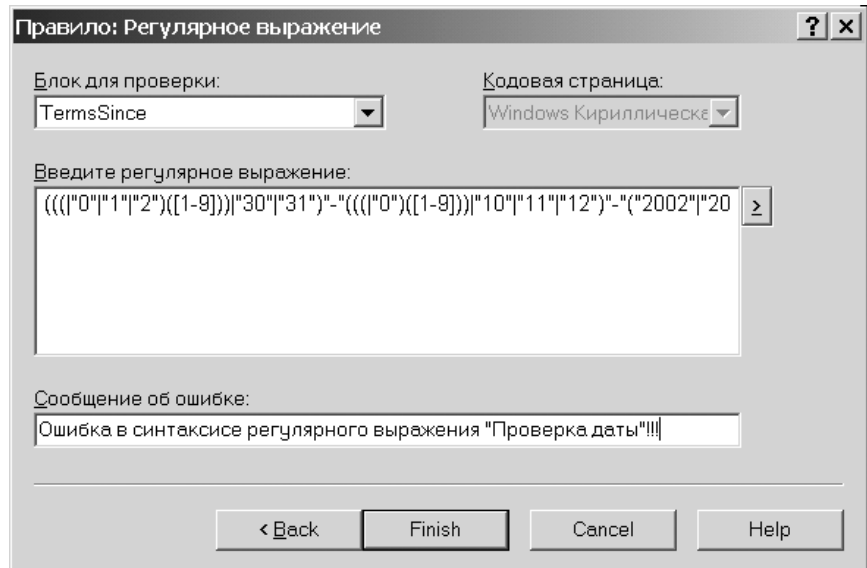 Правило: Регулярное выражение
Блок для проверки:
Кодовая страница:
TermsSince
Windows Кириллическа
Введите регулярное выражение:
(((|"0"|"1"|"2")([1-9]))|"30"|"31")"-"(((|"0")([1-9]))|"10"|"11"|"12")"-"("2002"|"20
>
Сообщение об ошибке:
Ошибка в синтаксисе регулярного выражения "Проверка даты"!!!
< Back
Finish
Cancel
Help